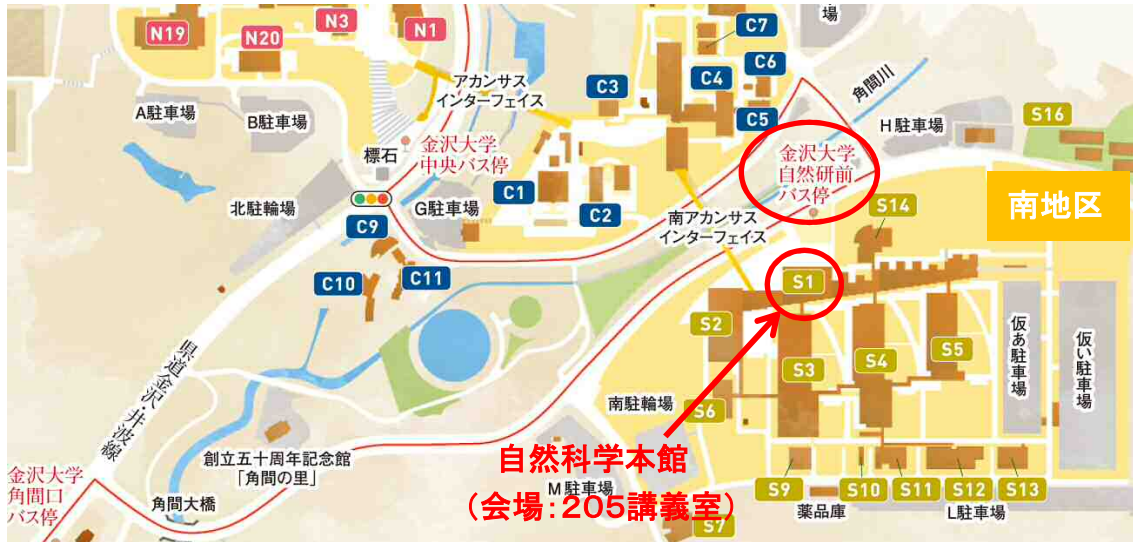 N19
N20
N3
N1
C7
C6
C3
C4
C5
場
アカンサス
インターフェイス
角間川
A駐車場
B駐車場
H駐車場
S16
標石
金沢大学
中央バス停
金沢大学
自然研前
バス停
南地区
北駐輪場
C1
G駐車場
C2
南アカンサス
インターフェイス
S14
C9
C10
C11
S1
S2
S3
S4
S5
仮あ駐車場
仮い駐車場
県道金沢・井波線
南駐輪場
S6
自然科学本館
(会場:205講義室)
創立五十周年記念館
「角間の里」
M駐車場
S9
S10
S11
S12
S13
金沢大学
角間口
バス停
角間大橋
薬品庫
L駐車場
S7